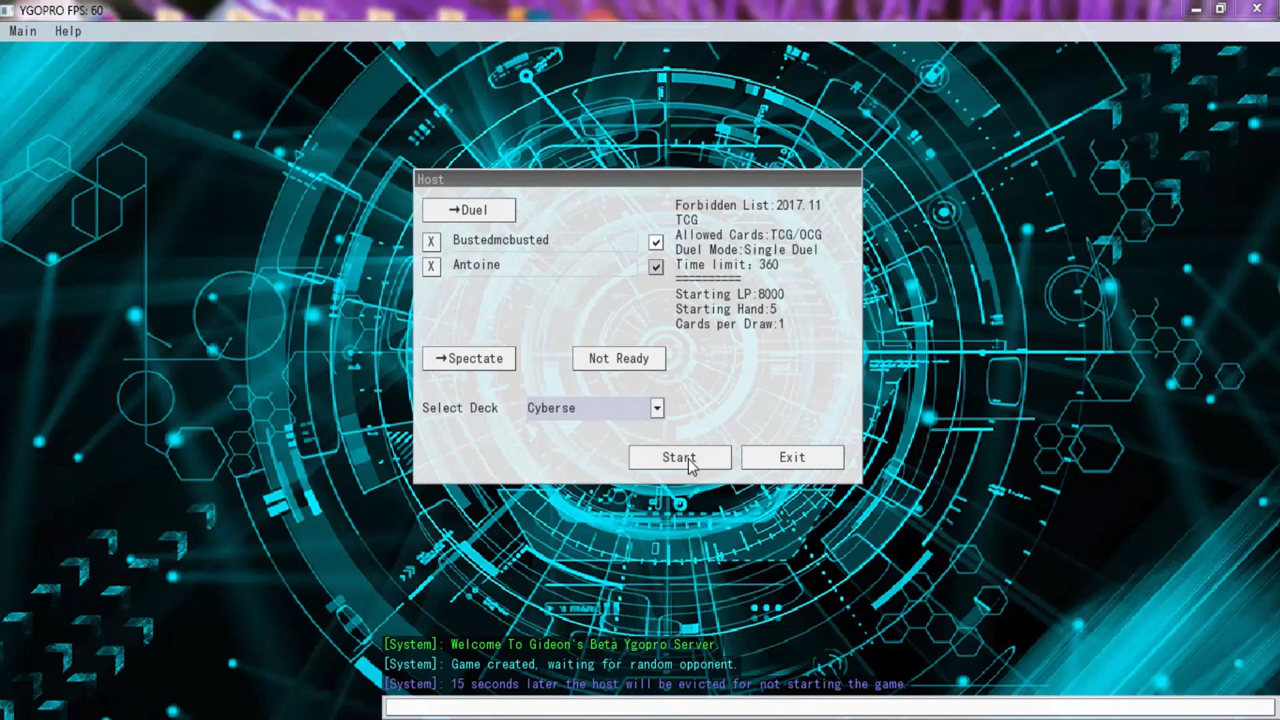 YGOPRO FPS: 60
Main Help
Host
→Duel
X Bustedmcbusted
X Antoine
Forbidden List:2017.11
TCG
Allowed Cards:TCG/OCG
Duel Mode:Single Duel
Time limit: 360
==========
Starting LP:8000
Starting Hand:5
Cards per Draw:1
→Spectate
Not Ready
Select Deck
Cyberse
Start
Exit
[System]: Welcome To Gideon's Beta Ygopro Server.
[System]: Game created, waiting for random opponent.
[System]: 15 seconds later the host will be evicted for not starting the game.